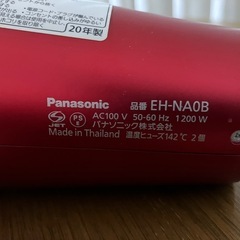 20年製
Panasonic 品番 EH-NA0B
AC100 V 50-60 Hz 1200 W
パナソニック株式会社
Made in Thailand 温度ヒューズ142℃ 2個
JET
PSE